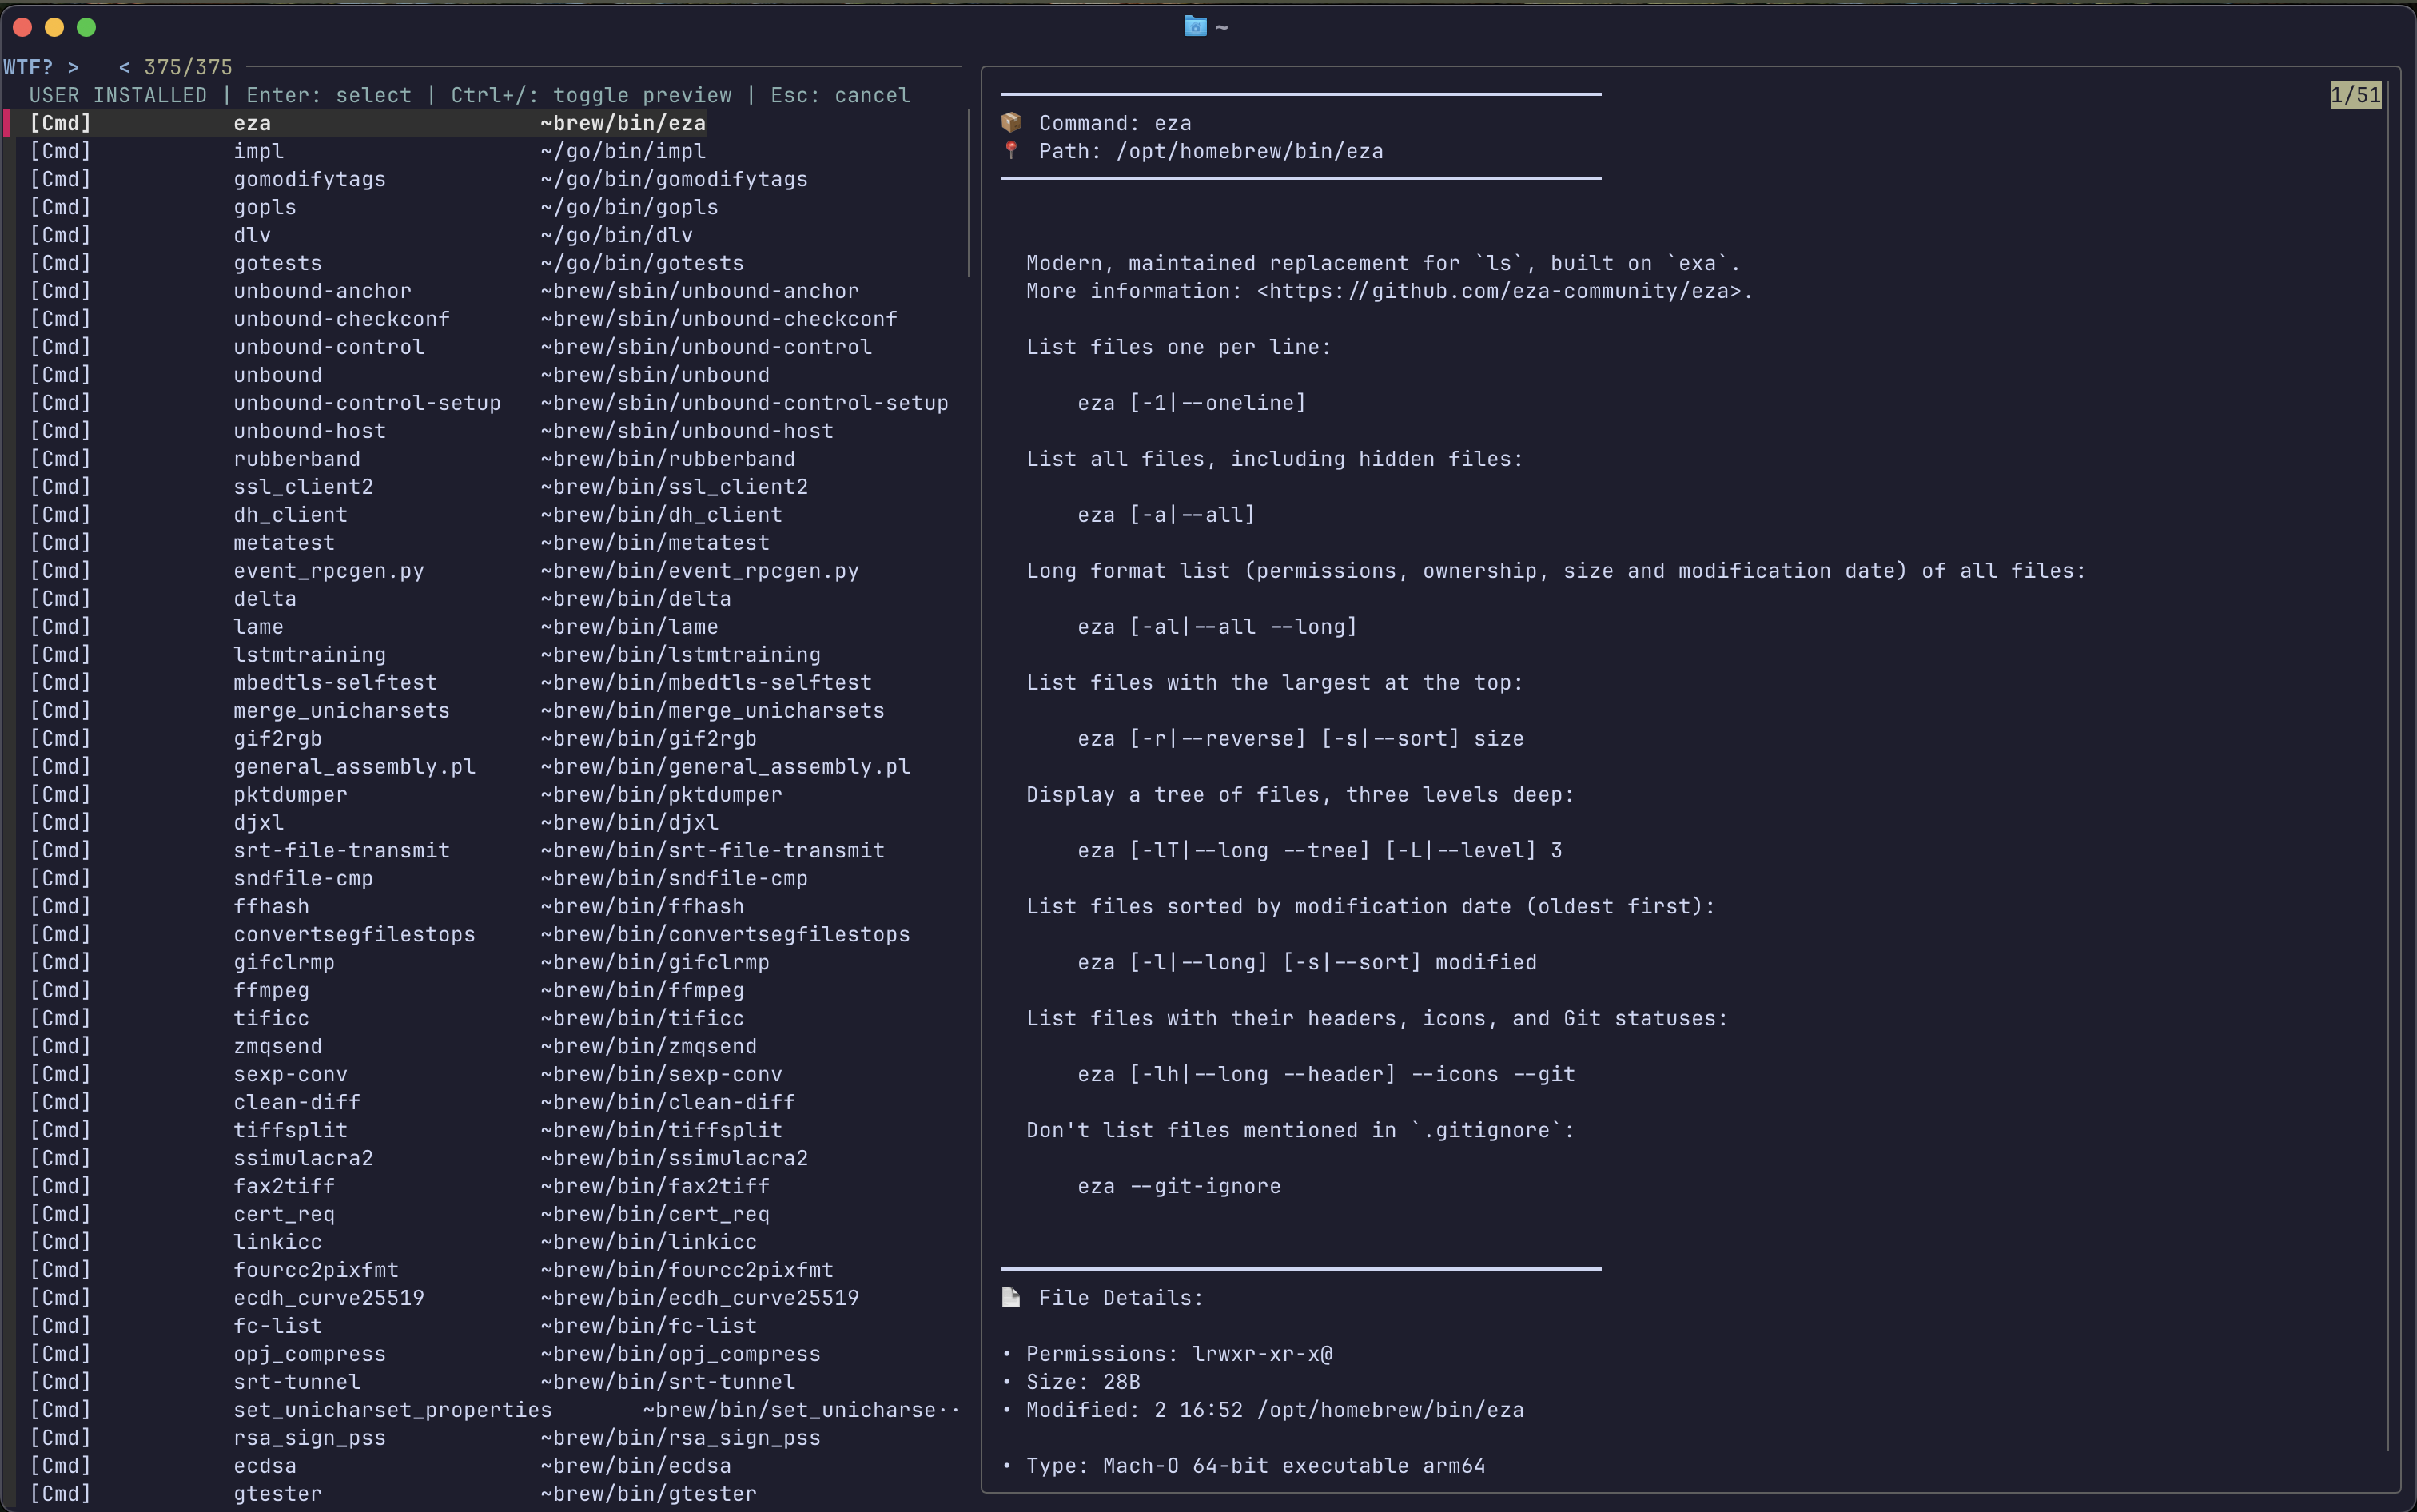 ~
WTF? >   < 375/375
USER INSTALLED | Enter: select | Ctrl+/: toggle preview | Esc: cancel
[Cmd] eza ~brew/bin/eza
[Cmd] impl ~/go/bin/impl
[Cmd] gomodifytags ~/go/bin/gomodifytags
[Cmd] gopls ~/go/bin/gopls
[Cmd] dlv ~/go/bin/dlv
[Cmd] gotests ~/go/bin/gotests
[Cmd] unbound-anchor ~brew/sbin/unbound-anchor
[Cmd] unbound-checkconf ~brew/sbin/unbound-checkconf
[Cmd] unbound-control ~brew/sbin/unbound-control
[Cmd] unbound ~brew/sbin/unbound
[Cmd] unbound-control-setup ~brew/sbin/unbound-control-setup
[Cmd] unbound-host ~brew/sbin/unbound-host
[Cmd] rubberband ~brew/bin/rubberband
[Cmd] ssl_client2 ~brew/bin/ssl_client2
[Cmd] dh_client ~brew/bin/dh_client
[Cmd] metatest ~brew/bin/metatest
[Cmd] event_rpcgen.py ~brew/bin/event_rpcgen.py
[Cmd] delta ~brew/bin/delta
[Cmd] lame ~brew/bin/lame
[Cmd] lstmtraining ~brew/bin/lstmtraining
[Cmd] mbedtls-selftest ~brew/bin/mbedtls-selftest
[Cmd] merge_unicharsets ~brew/bin/merge_unicharsets
[Cmd] gif2rgb ~brew/bin/gif2rgb
[Cmd] general_assembly.pl ~brew/bin/general_assembly.pl
[Cmd] pktdumper ~brew/bin/pktdumper
[Cmd] djxl ~brew/bin/djxl
[Cmd] srt-file-transmit ~brew/bin/srt-file-transmit
[Cmd] sndfile-cmp ~brew/bin/sndfile-cmp
[Cmd] ffhash ~brew/bin/ffhash
[Cmd] convertsegfilestops ~brew/bin/convertsegfilestops
[Cmd] gifclrmp ~brew/bin/gifclrmp
[Cmd] ffmpeg ~brew/bin/ffmpeg
[Cmd] tificc ~brew/bin/tificc
[Cmd] zmqsend ~brew/bin/zmqsend
[Cmd] sexp-conv ~brew/bin/sexp-conv
[Cmd] clean-diff ~brew/bin/clean-diff
[Cmd] tiffsplit ~brew/bin/tiffsplit
[Cmd] ssimulacra2 ~brew/bin/ssimulacra2
[Cmd] fax2tiff ~brew/bin/fax2tiff
[Cmd] cert_req ~brew/bin/cert_req
[Cmd] linkicc ~brew/bin/linkicc
[Cmd] fourcc2pixfmt ~brew/bin/fourcc2pixfmt
[Cmd] ecdh_curve25519 ~brew/bin/ecdh_curve25519
[Cmd] fc-list ~brew/bin/fc-list
[Cmd] opj_compress ~brew/bin/opj_compress
[Cmd] srt-tunnel ~brew/bin/srt-tunnel
[Cmd] set_unicharset_properties ~brew/bin/set_unicharse··
[Cmd] rsa_sign_pss ~brew/bin/rsa_sign_pss
[Cmd] ecdsa ~brew/bin/ecdsa
[Cmd] gtester ~brew/bin/gtester
1/51
Command: eza
Path: /opt/homebrew/bin/eza
Modern, maintained replacement for `ls`, built on `exa`.
More information: <https://github.com/eza-community/eza>.
List files one per line:
eza [-1|--oneline]
List all files, including hidden files:
eza [-a|--all]
Long format list (permissions, ownership, size and modification date) of all files:
eza [-al|--all --long]
List files with the largest at the top:
eza [-r|--reverse] [-s|--sort] size
Display a tree of files, three levels deep:
eza [-lT|--long --tree] [-L|--level] 3
List files sorted by modification date (oldest first):
eza [-l|--long] [-s|--sort] modified
List files with their headers, icons, and Git statuses:
eza [-lh|--long --header] --icons --git
Don't list files mentioned in `.gitignore`:
eza --git-ignore
File Details:
• Permissions: lrwxr-xr-x@
• Size: 28B
• Modified: 2 16:52 /opt/homebrew/bin/eza
• Type: Mach-O 64-bit executable arm64